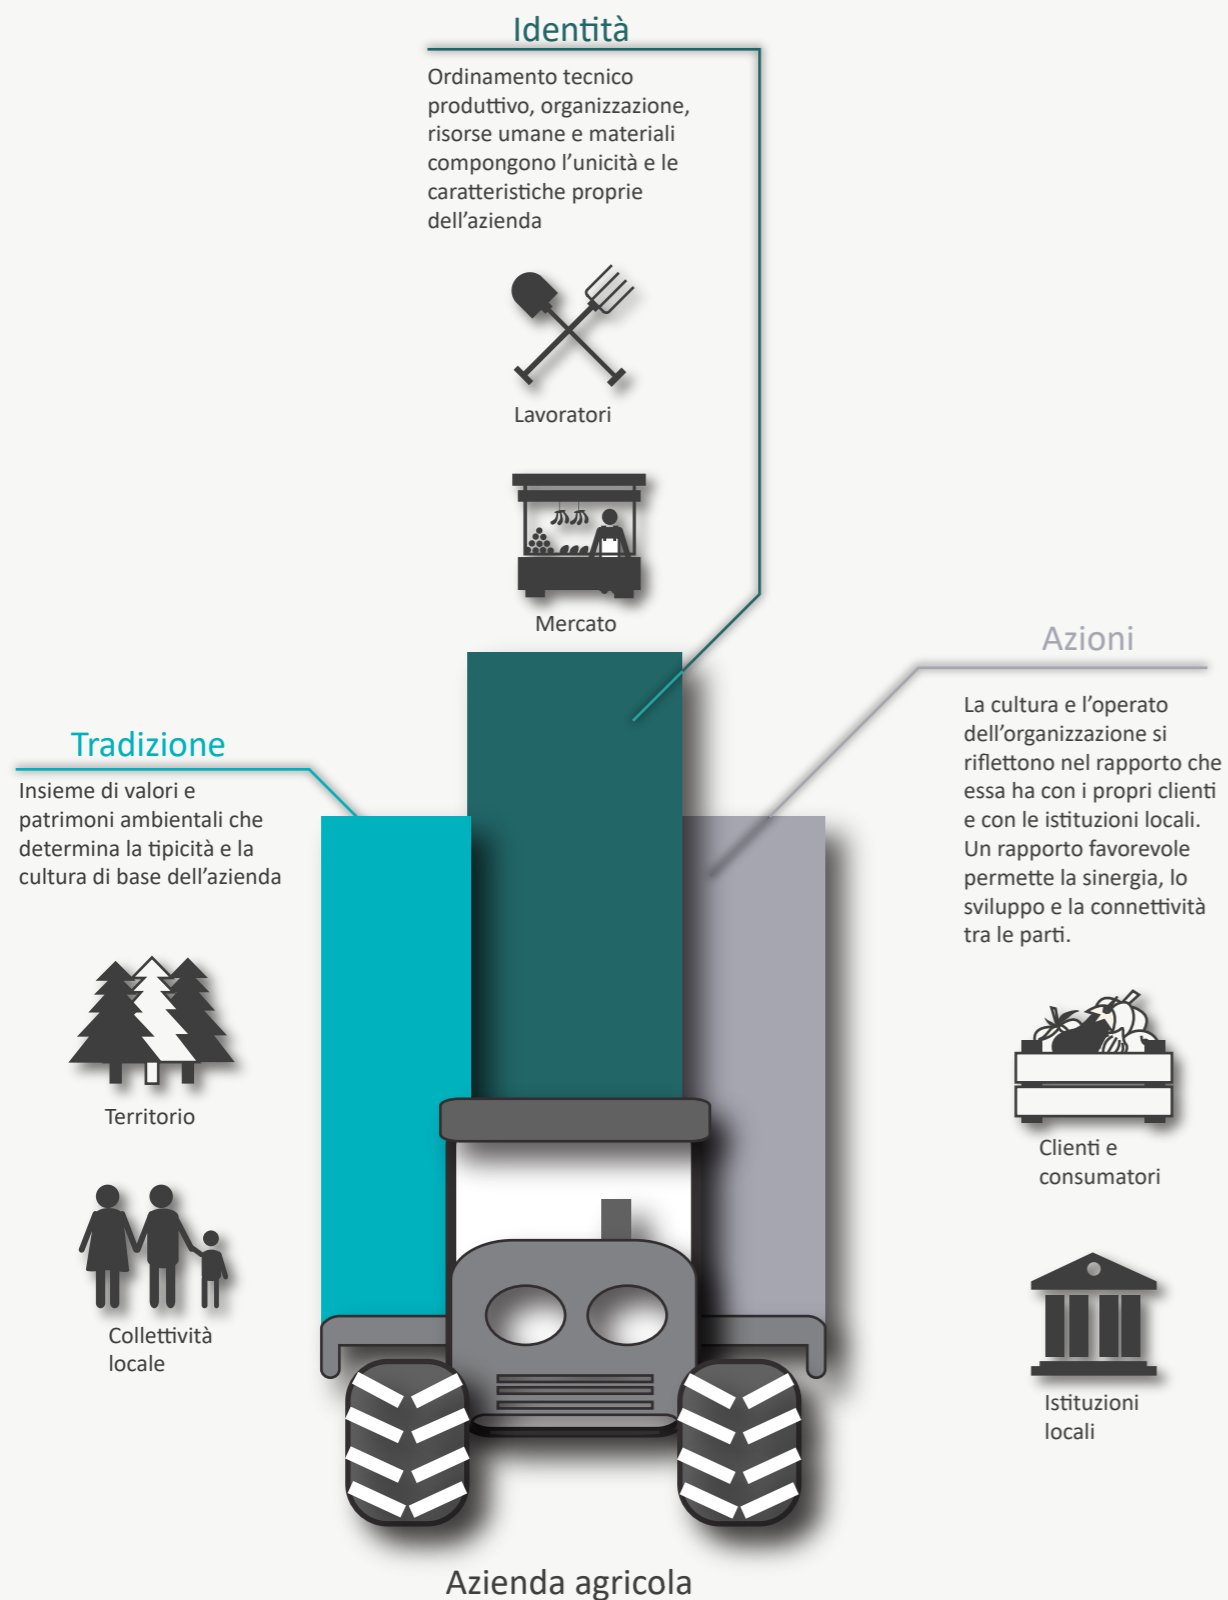 Identità
Ordinamento tecnico
produttivo, organizzazione,
risorse umane e materiali
compongono l'unicità e le
caratteristiche proprie
dell'azienda
Lavoratori
Mercato
Tradizione
Insieme di valori e
patrimoni ambientali che
determina la tipicità e la
cultura di base dell'azienda
Territorio
Collettività
locale
Azioni
La cultura e l'operato
dell'organizzazione si
riflettono nel rapporto che
essa ha con i propri clienti
e con le istituzioni locali.
Un rapporto favorevole
permette la sinergia, lo
sviluppo e la connettività
tra le parti.
Clienti e
consumatori
Istituzioni
locali
Azienda agricola